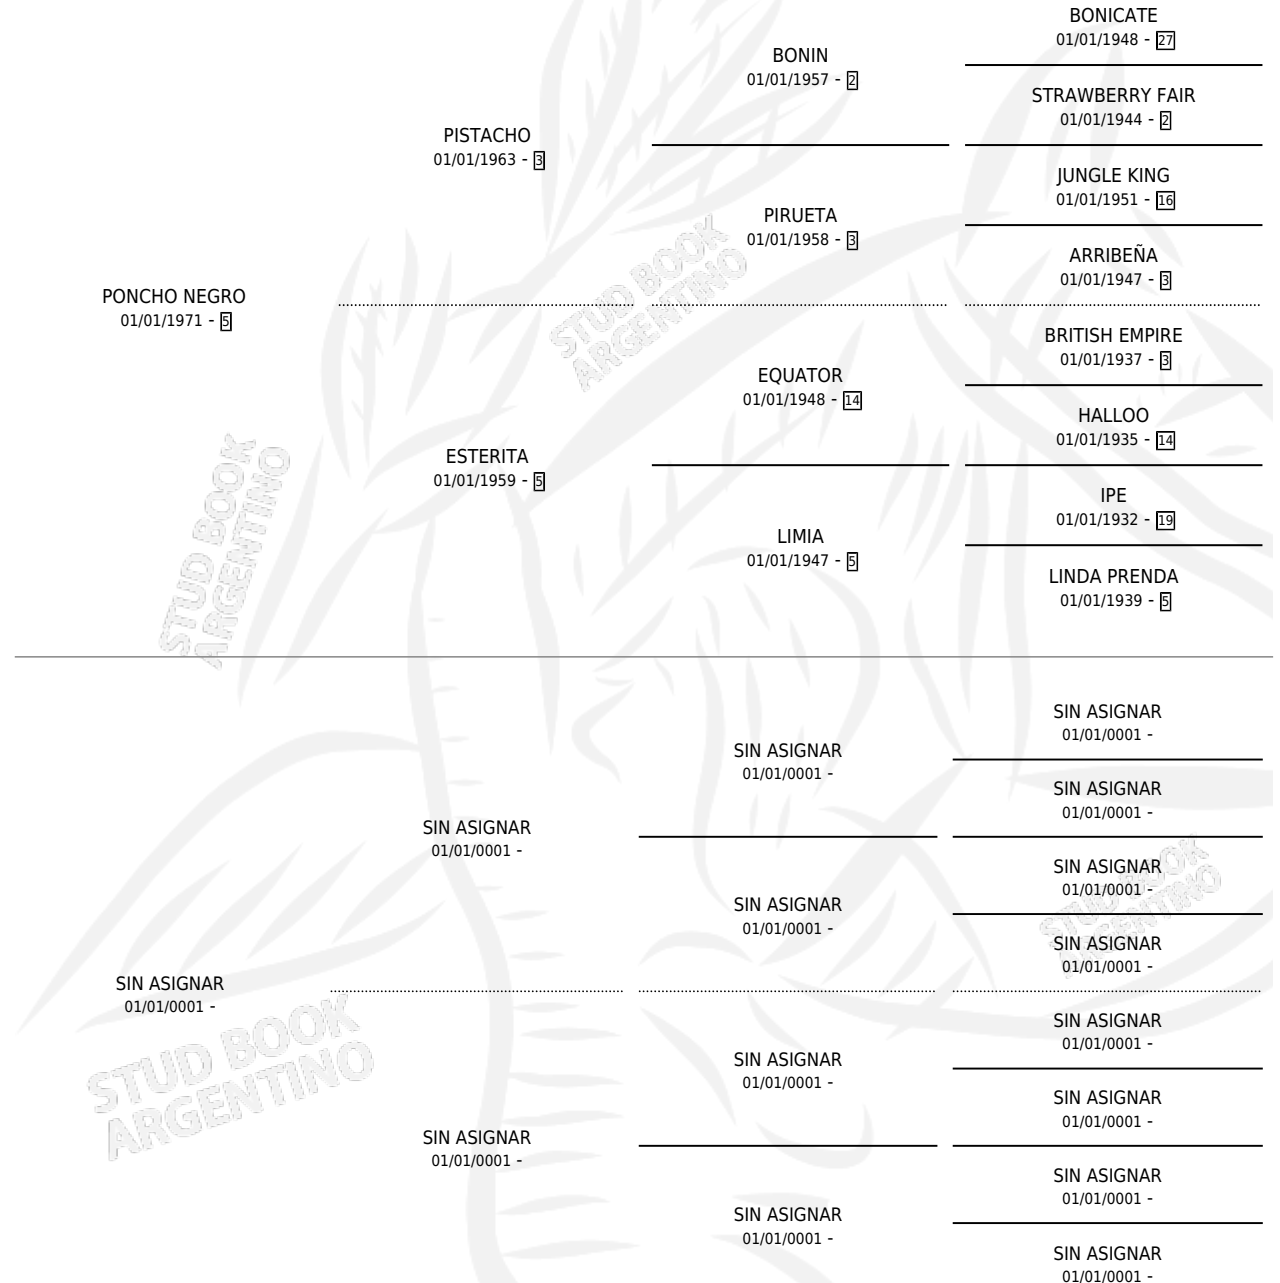 BONICATE
01/01/1948 - 27
BONIN
01/01/1957 - 2
STRAWBERRY FAIR
01/01/1944 - 2
PISTACHO
01/01/1963 - 3
JUNGLE KING
01/01/1951 - 16
PIRUETA
01/01/1958 - 3
ARRIBEÑA
01/01/1947 - 3
PONCHO NEGRO
01/01/1971 - 5
BRITISH EMPIRE
01/01/1937 - 3
EQUATOR
01/01/1948 - 14
HALLOO
01/01/1935 - 14
ESTERITA
01/01/1959 - 5
IPE
01/01/1932 - 19
LIMIA
01/01/1947 - 5
LINDA PRENDA
01/01/1939 - 5
STUD BOOK
ARGENTINO
STUD BOOK
ARGENTINO
SIN ASIGNAR
01/01/0001 -
SIN ASIGNAR
01/01/0001 -
SIN ASIGNAR
01/01/0001 -
SIN ASIGNAR
01/01/0001 -
SIN ASIGNAR
01/01/0001 -
SIN ASIGNAR
01/01/0001 -
SIN ASIGNAR
01/01/0001 -
SIN ASIGNAR
01/01/0001 -
SIN ASIGNAR
01/01/0001 -
SIN ASIGNAR
01/01/0001 -
SIN ASIGNAR
01/01/0001 -
SIN ASIGNAR
01/01/0001 -
SIN ASIGNAR
01/01/0001 -
SIN ASIGNAR
01/01/0001 -
SIN ASIGNAR
01/01/0001 -
STUD BOOK
ARGENTINO
STUD BOOK
ARGENTINO